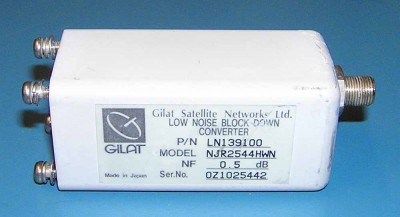 Gilat Satellite Networks Ltd.
LOW NOISE BLOCK DOWN
CONVERTER
GILAT
P/N LN139100
MODEL NJR2544HWN
NF 0.5 dB
Made in Japan
Ser.No. 0Z1025442